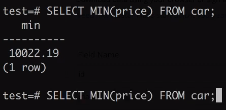 test=# SELECT MIN(price) FROM car;
min
----------
10022.19
(1 row)
test=# SELECT MIN(price) FROM car;